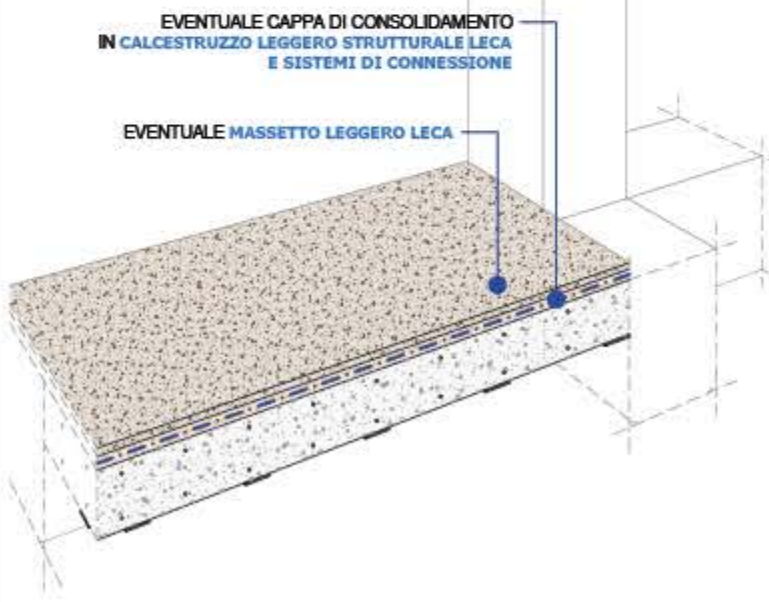 EVENTUALE CAPPA DI CONSOLIDAMENTO
IN CALCESTRUZZO LEGGERO STRUTTURALE LECA
E SISTEMI DI CONNESSIONE
EVENTUALE MASSETTO LEGGERO LECA